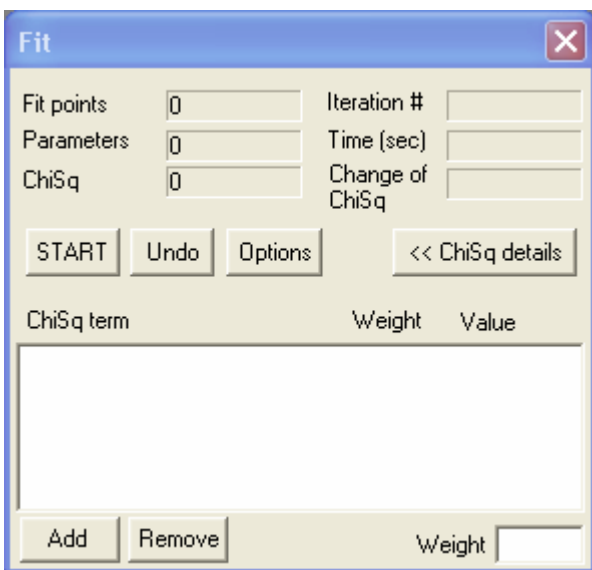 Fit
Fit points 0 Iteration #
Parameters 0 Time (sec)
ChiSq 0 Change of
ChiSq
START Undo Options << ChiSq details
ChiSq term Weight Value
Add Remove Weight